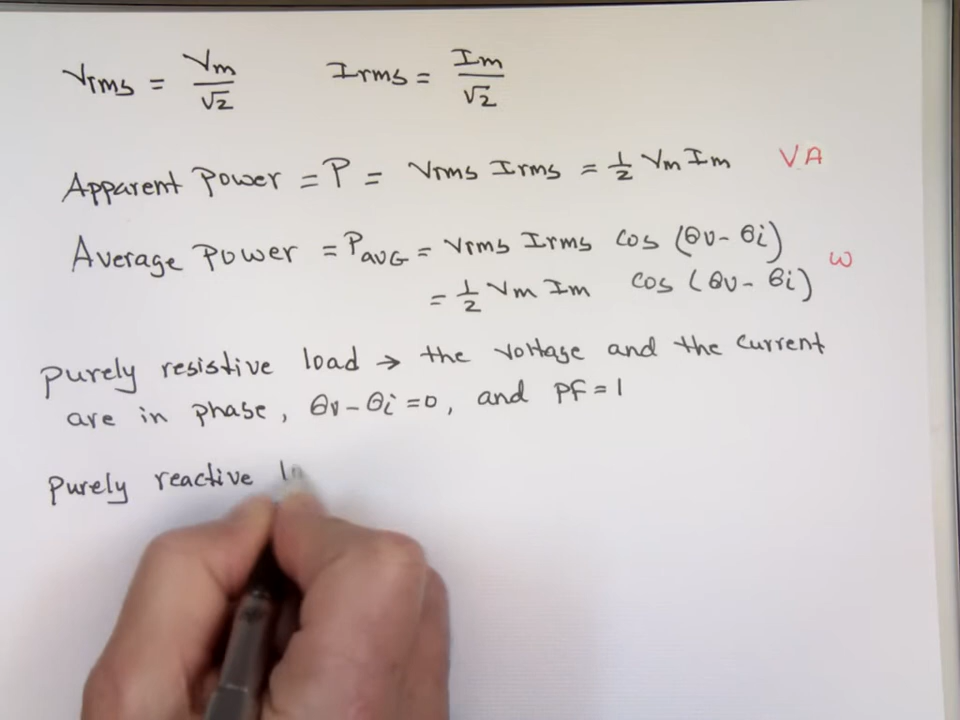 Vrms = Vm/√2 Irms = Im/√2
Apparent Power = P = Vrms Irms = 1/2 Vm Im VA
Average Power = PAVG = Vrms Irms cos (θv - θi) W
= 1/2 Vm Im cos (θv - θi)
Purely resistive load → the voltage and the current
are in phase, θv - θi = 0, and PF = 1
Purely reactive